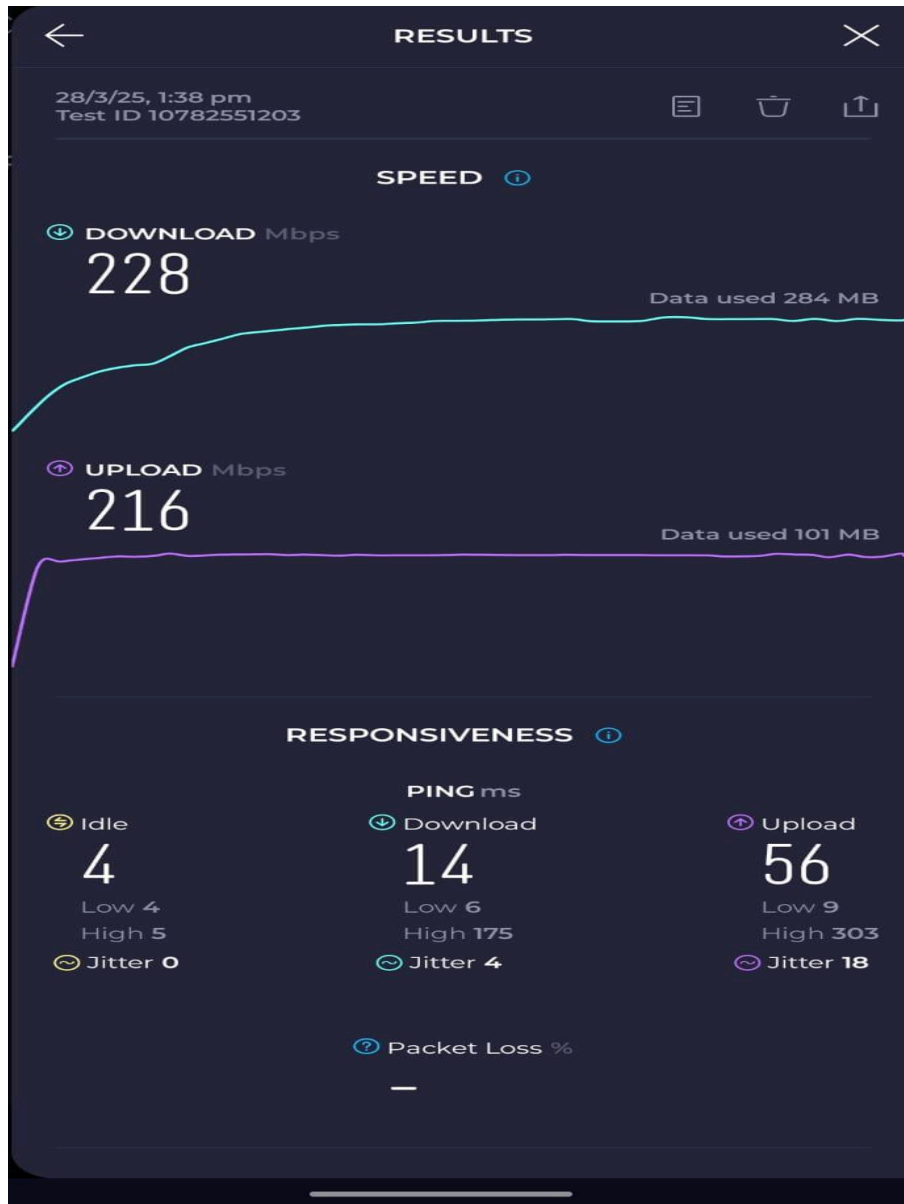 RESULTS
28/3/25, 1:38 pm
Test ID 10782551203
SPEED
DOWNLOAD Mbps
228
Data used 284 MB
UPLOAD Mbps
216
Data used 101 MB
RESPONSIVENESS
PING ms
Idle Download Upload
4 14 56
Low 4 Low 6 Low 9
High 5 High 175 High 303
Jitter 0 Jitter 4 Jitter 18
Packet Loss %
—